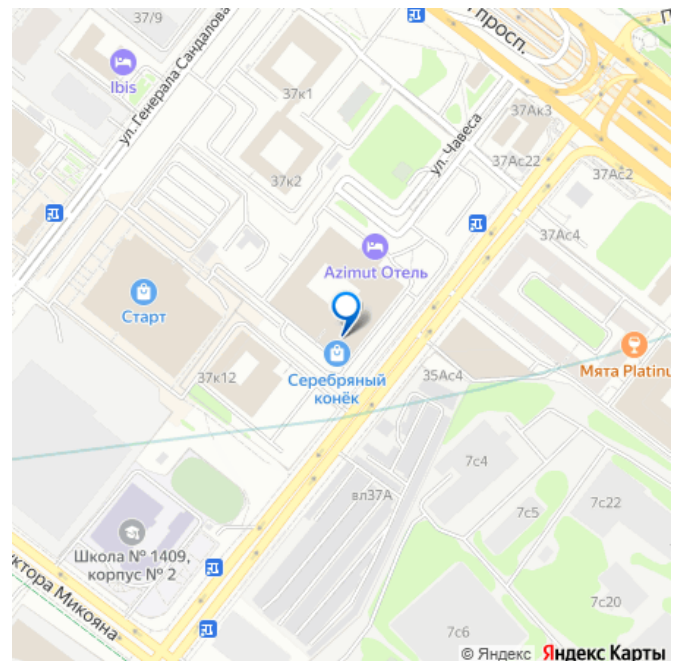 37/9
Ibis
ул. Генерала Сандалова
просп.
37к1
37к2
ул. Чавеса
37Ак3
37Ас22
37Ас2
37Ас4
Azimut Отель
Старт
Серебряный
конёк
37к12
35Ас4
Мята Platinu
вл37А
7с4
7с5
7с22
7с20
7с6
Школа № 1409,
корпус № 2
уктора Микояна
© Яндекс Яндекс Карты